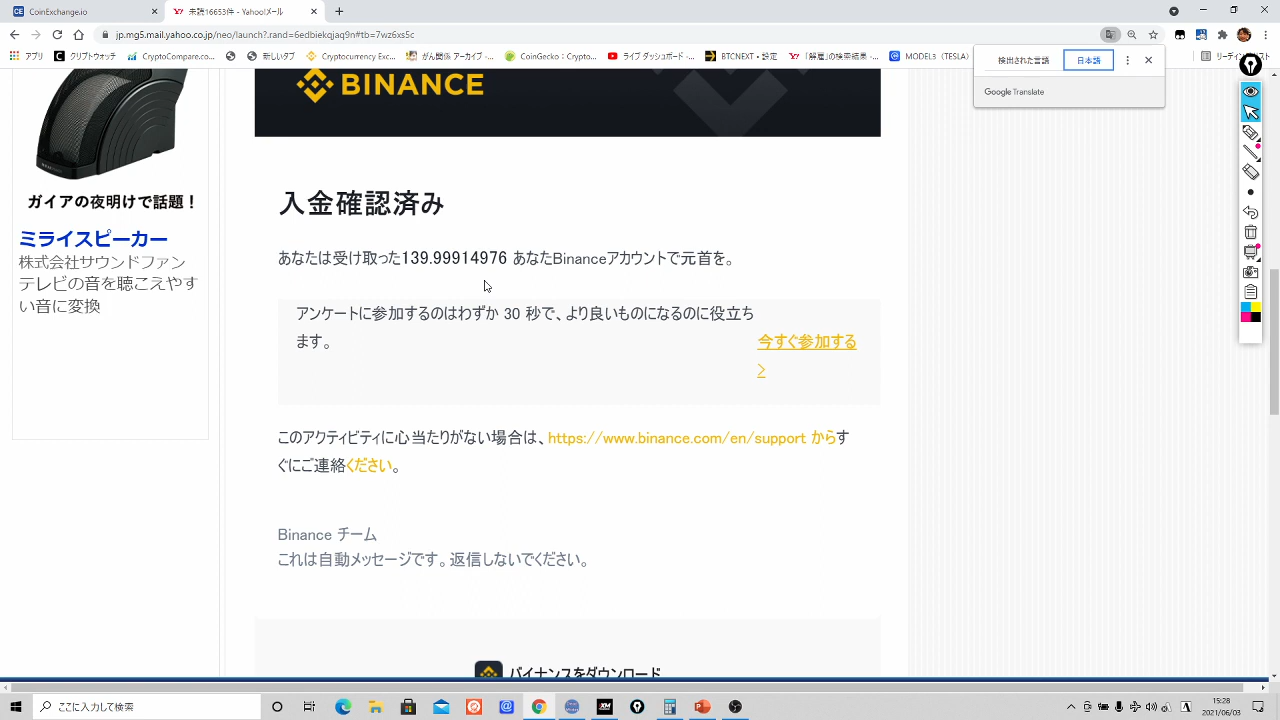 CoinExchange.io
未読16653件 - Yahoo!メール
jp.mg5.mail.yahoo.co.jp/neo/launch?.rand=6edbiekqjaq9n#tb=7wz6xs5c
アプリ
クリプトウォッチ
CryptoCompare.co...
新しいタブ
Cryptocurrency Exc...
がん関係 アーカイブ -...
CoinGecko : Crypto...
ライブ ダッシュボード -...
BTCNEXT • 設定
「解雇」の検索結果 -...
MODEL3 (TESLA)
検出された言語
日本語
Google Translate
BINANCE
ガイアの夜明けで話題!
ミライスピーカー
株式会社サウンドファン
テレビの音を聴こえやす
い音に変換
入金確認済み
あなたは受け取った139.99914976 あなたBinanceアカウントで元首を。
アンケートに参加するのはわずか 30 秒で、より良いものになるのに役立ち
ます。
今すぐ参加する
>
このアクティビティに心当たりがない場合は、https://www.binance.com/en/support からす
ぐにご連絡ください。
Binance チーム
これは自動メッセージです。返信しないでください。
バイナンスをダウンロード
ここに入力して検索
15:28
2021/06/03